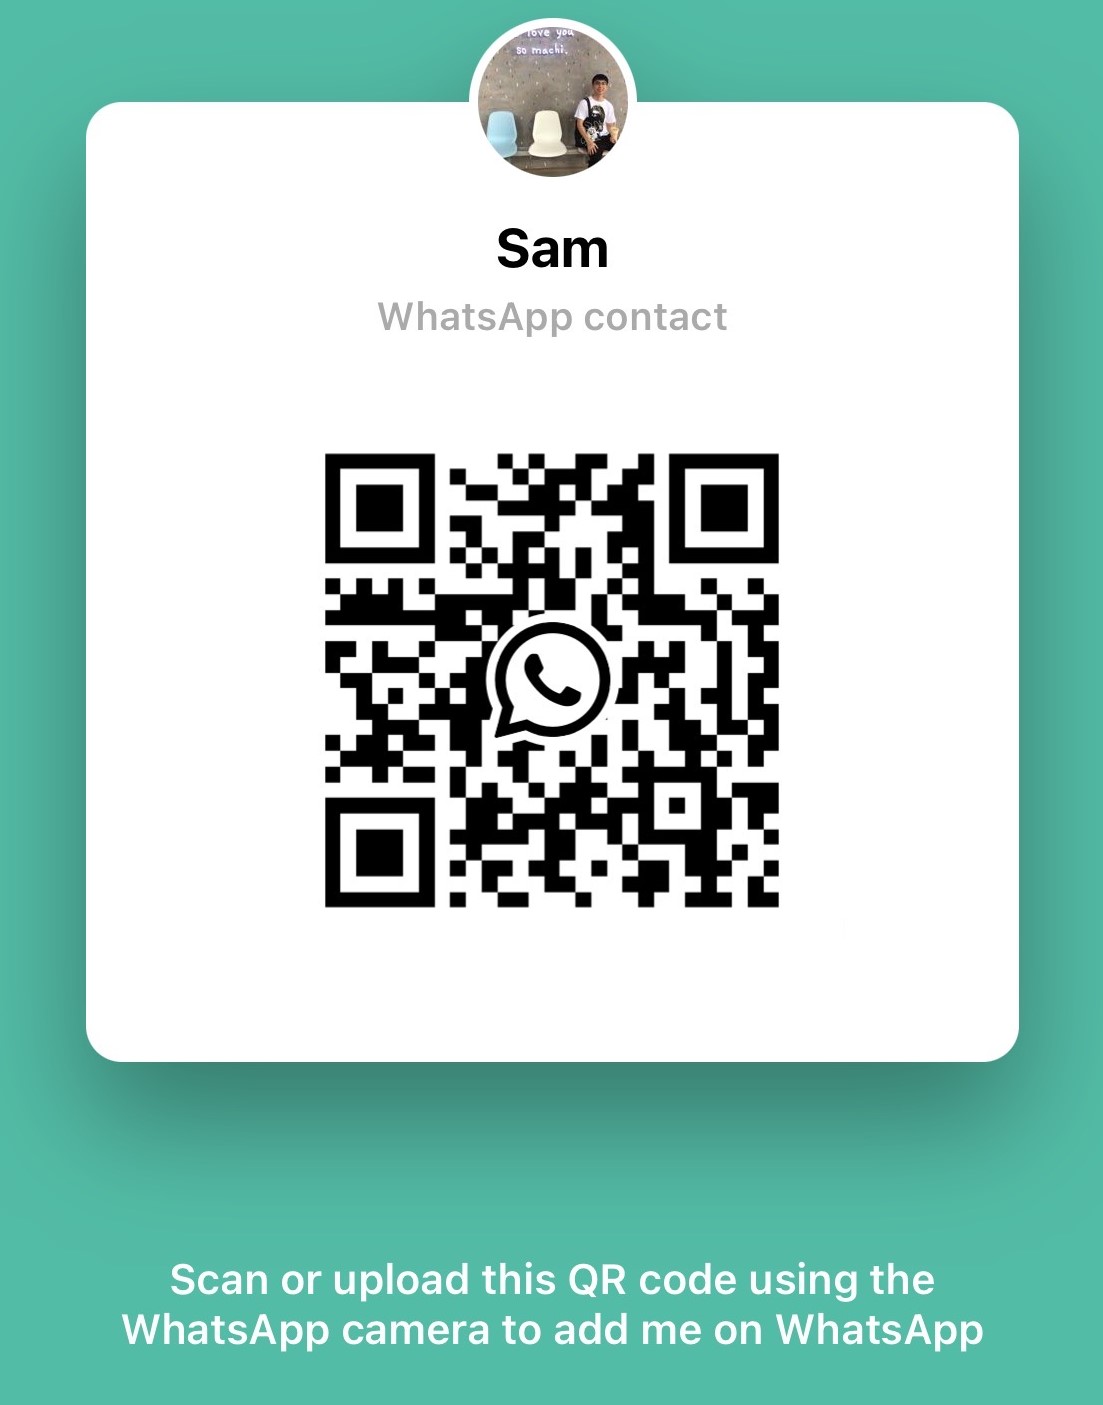 love you
so machi.
Sam
WhatsApp contact
Scan or upload this QR code using the
WhatsApp camera to add me on WhatsApp